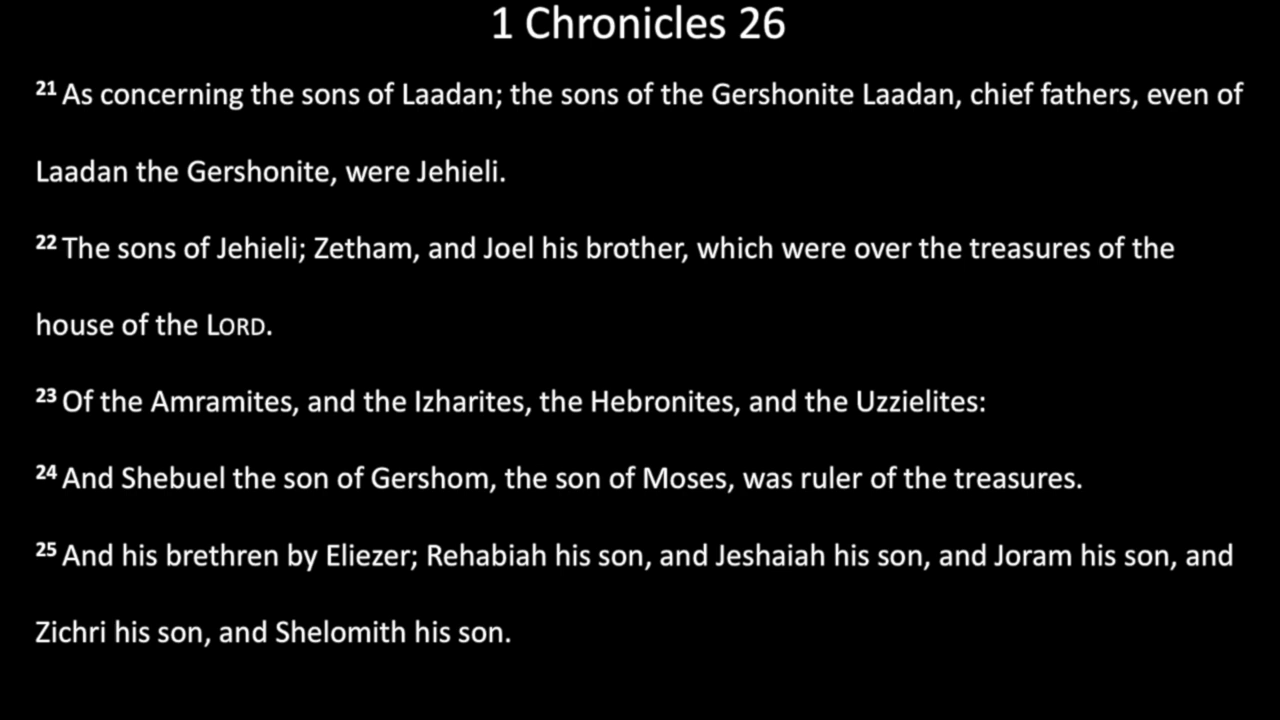 1 Chronicles 26
21 As concerning the sons of Laadan; the sons of the Gershonite Laadan, chief fathers, even of
Laadan the Gershonite, were Jehieli.
22 The sons of Jehieli; Zetham, and Joel his brother, which were over the treasures of the
house of the LORD.
23 Of the Amramites, and the Izharites, the Hebronites, and the Uzzielites:
24 And Shebuel the son of Gershom, the son of Moses, was ruler of the treasures.
25 And his brethren by Eliezer; Rehabiah his son, and Jeshaiah his son, and Joram his son, and
Zichri his son, and Shelomith his son.